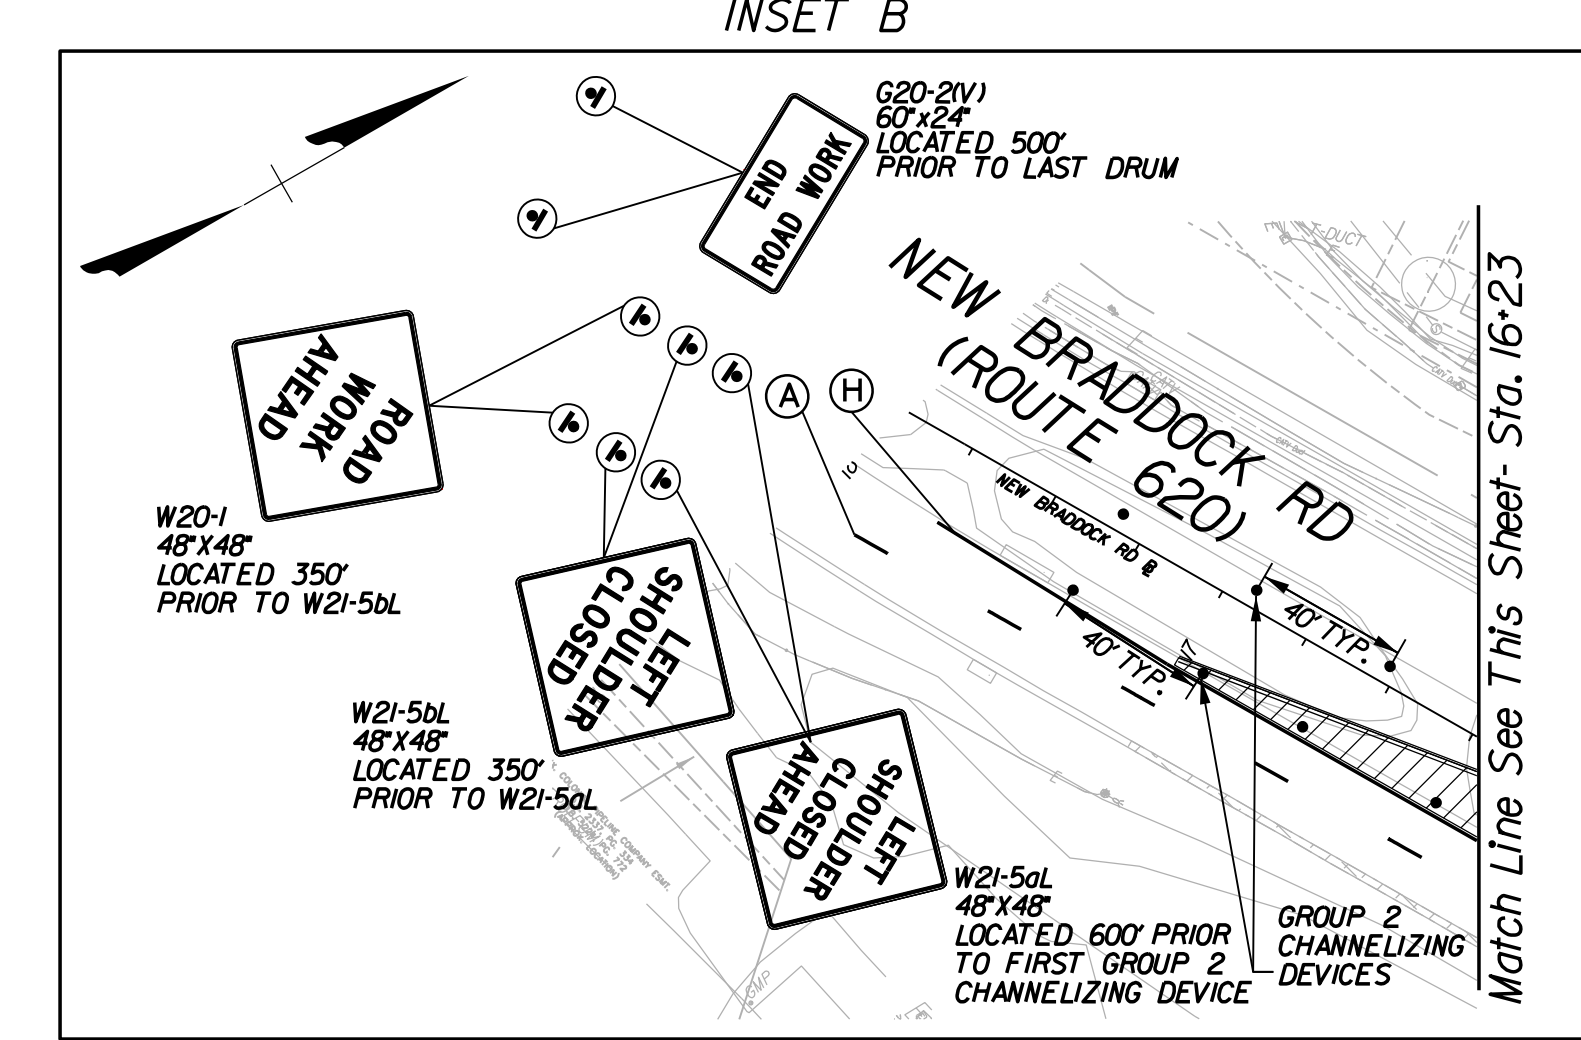 INSET B
G20-2(V)
60"x24"
LOCATED 500'
PRIOR TO LAST DRUM
END
ROAD WORK
ROAD
WORK
AHEAD
W20-1
48"X48"
LOCATED 350'
PRIOR TO W21-5bL
LEFT
SHOULDER
CLOSED
W21-5bL
48"X48"
LOCATED 350'
PRIOR TO W21-5aL
LEFT
SHOULDER
CLOSED
AHEAD
W21-5aL
48"X48"
LOCATED 600' PRIOR
TO FIRST GROUP 2
CHANNELIZING DEVICE
A
H
NEW BRADDOCK RD
(ROUTE 620)
NEW BRADDOCK RD
40' TYP.
40' TYP.
GROUP 2
CHANNELIZING
DEVICES
T-DUCT
CATV
GMP
Match Line See This Sheet- Sta. 16+23